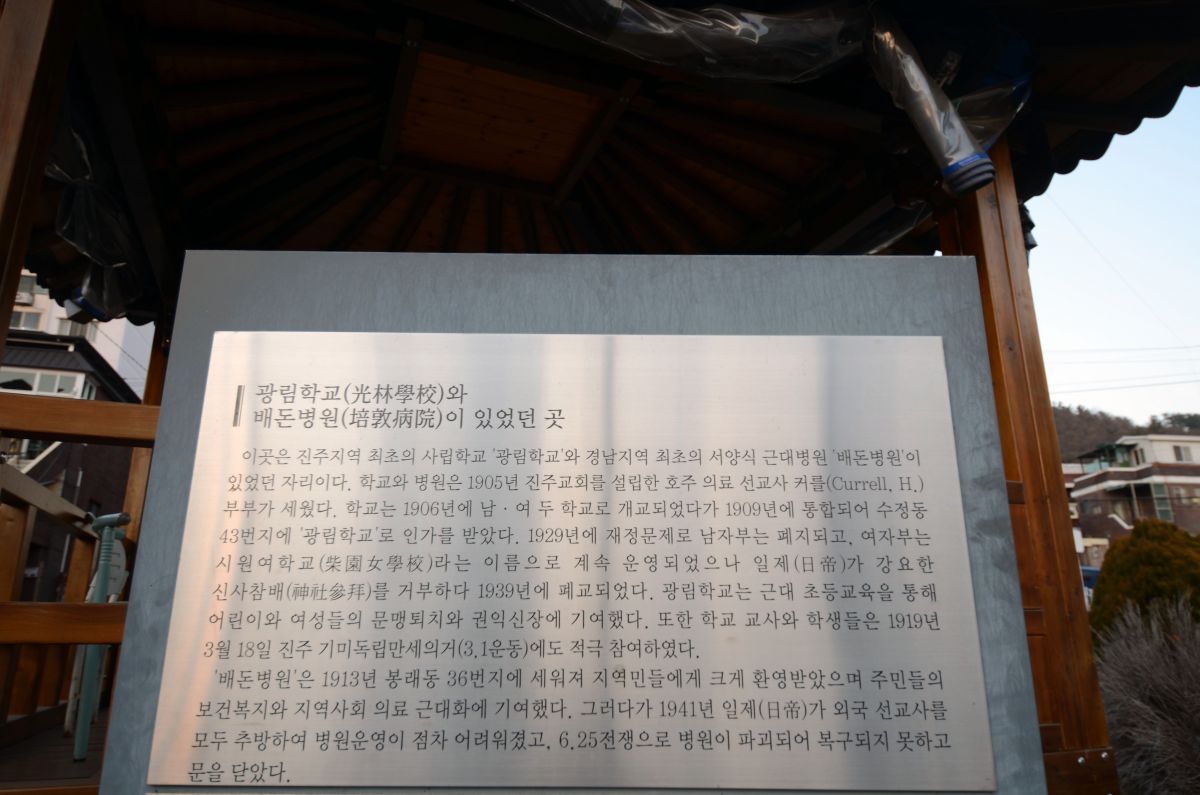 광림학교(光林學校)와
배돈병원(培敦病院)이 있었던 곳
이곳은 진주지역 최초의 사립학교 '광림학교'와 경남지역 최초의 서양식 근대병원 '배돈병원'이
있었던 자리이다. 학교와 병원은 1905년 진주교회를 설립한 호주 의료 선교사 커를(Currell, H.)
부부가 세웠다. 학교는 1906년에 남·여 두 학교로 개교되었다가 1909년에 통합되어 수정동
43번지에 '광림학교'로 인가를 받았다. 1929년에 재정문제로 남자부는 폐지되고, 여자부는
시원여학교(柴園女學校)라는 이름으로 계속 운영되었으나 일제(日帝)가 강요한
신사참배(神社參拜)를 거부하다 1939년에 폐교되었다. 광림학교는 근대 초등교육을 통해
어린이와 여성들의 문맹퇴치와 권익신장에 기여했다. 또한 학교 교사와 학생들은 1919년
3월 18일 진주 기미독립만세의거(3.1운동)에도 적극 참여하였다.
'배돈병원'은 1913년 봉래동 36번지에 세워져 지역민들에게 크게 환영받았으며 주민들의
보건복지와 지역사회 의료 근대화에 기여했다. 그러다가 1941년 일제(日帝)가 외국 선교사를
모두 추방하여 병원운영이 점차 어려워졌고, 6.25전쟁으로 병원이 파괴되어 복구되지 못하고
문을 닫았다.